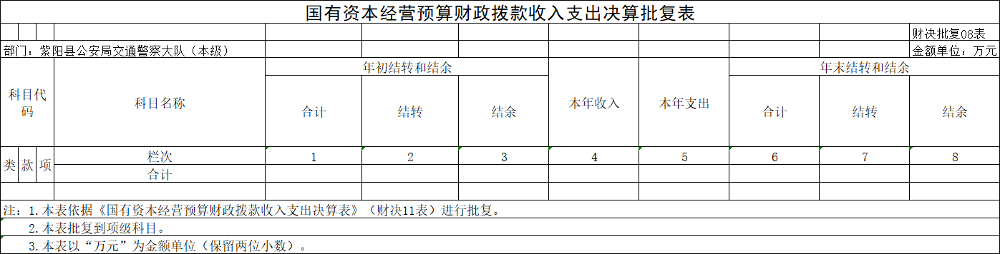 国有资本经营预算财政拨款收入支出决算批复表
财决批复08表
部门：紫阳县公安局交通警察大队（本级）
金额单位：万元
科目代码
科目名称
年初结转和结余
本年收入
本年支出
年末结转和结余
合计
结转
结余
合计
结转
结余
类
款
项
栏次
1
2
3
4
5
6
7
8
合计
注：1.本表依据《国有资本经营预算财政拨款收入支出决算表》（财决11表）进行批复。
2.本表批复到项级科目。
3.本表以“万元”为金额单位（保留两位小数）。